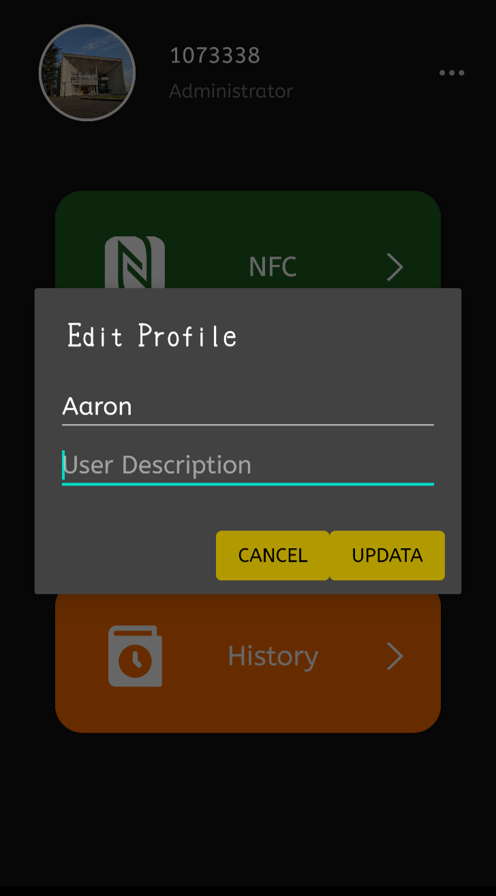 1073338
Administrator
NFC
Edit Profile
Aaron
User Description
CANCEL UPDATA
History